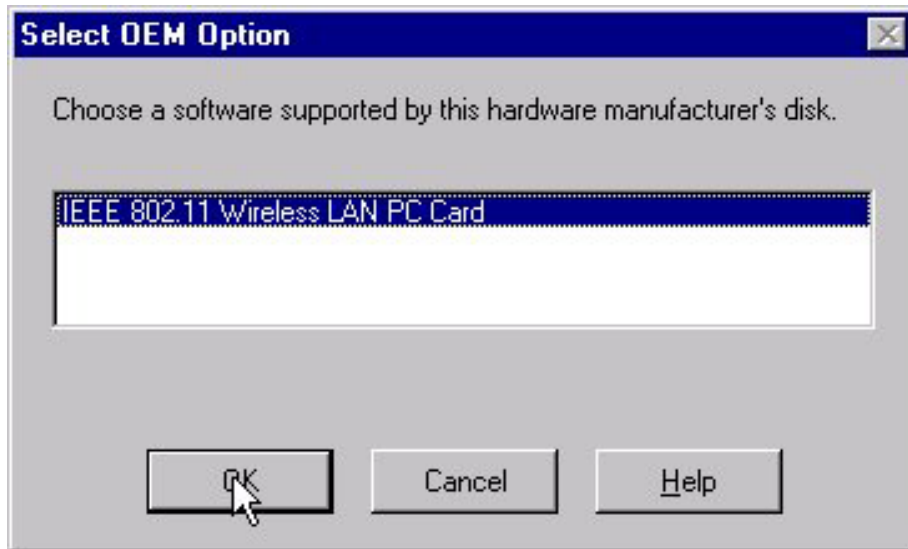 Select OEM Option
Choose a software supported by this hardware manufacturer's disk.
IEEE 802.11 Wireless LAN PC Card
OK
Cancel
Help